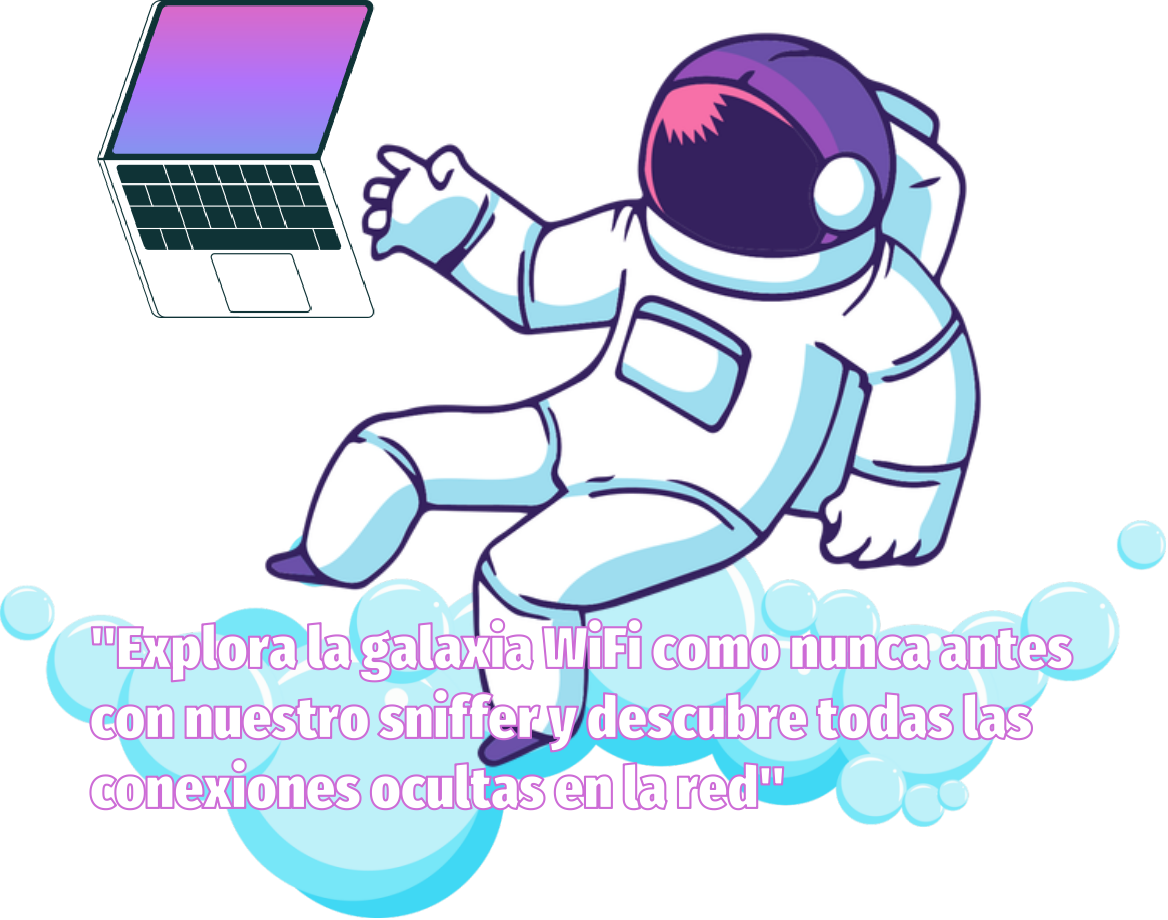 "Explora la galaxia WiFi como nunca antes
con nuestro sniffer y descubre todas las
conexiones ocultas en la red"